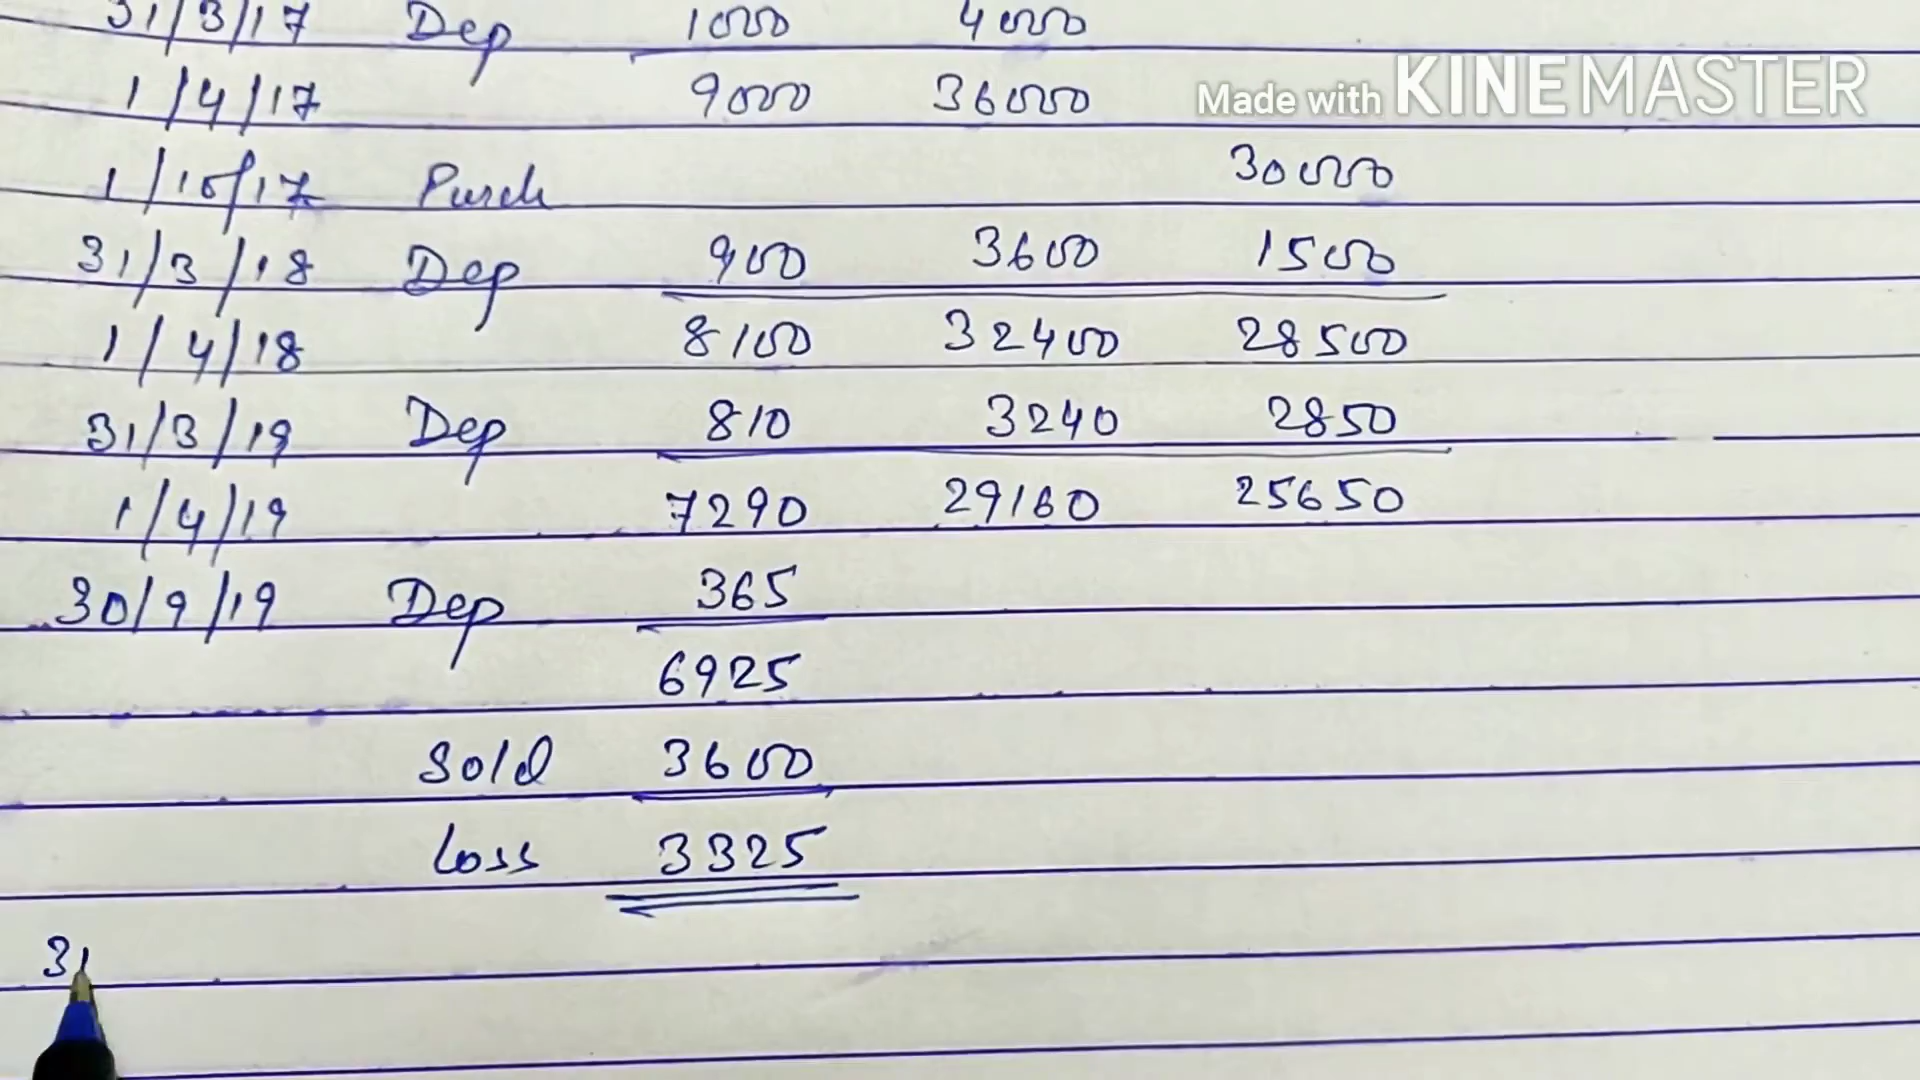 31/3/17 Dep 1000 4000
1/4/17 9000 36000
Made with KINEMASTER
1/10/17 Purch 30000
31/3/18 Dep 900 3600 1500
1/4/18 8100 32400 28500
31/3/19 Dep 810 3240 2850
1/4/19 7290 29160 25650
30/9/19 Dep 365
6925
Sold 3600
Loss 3325
31